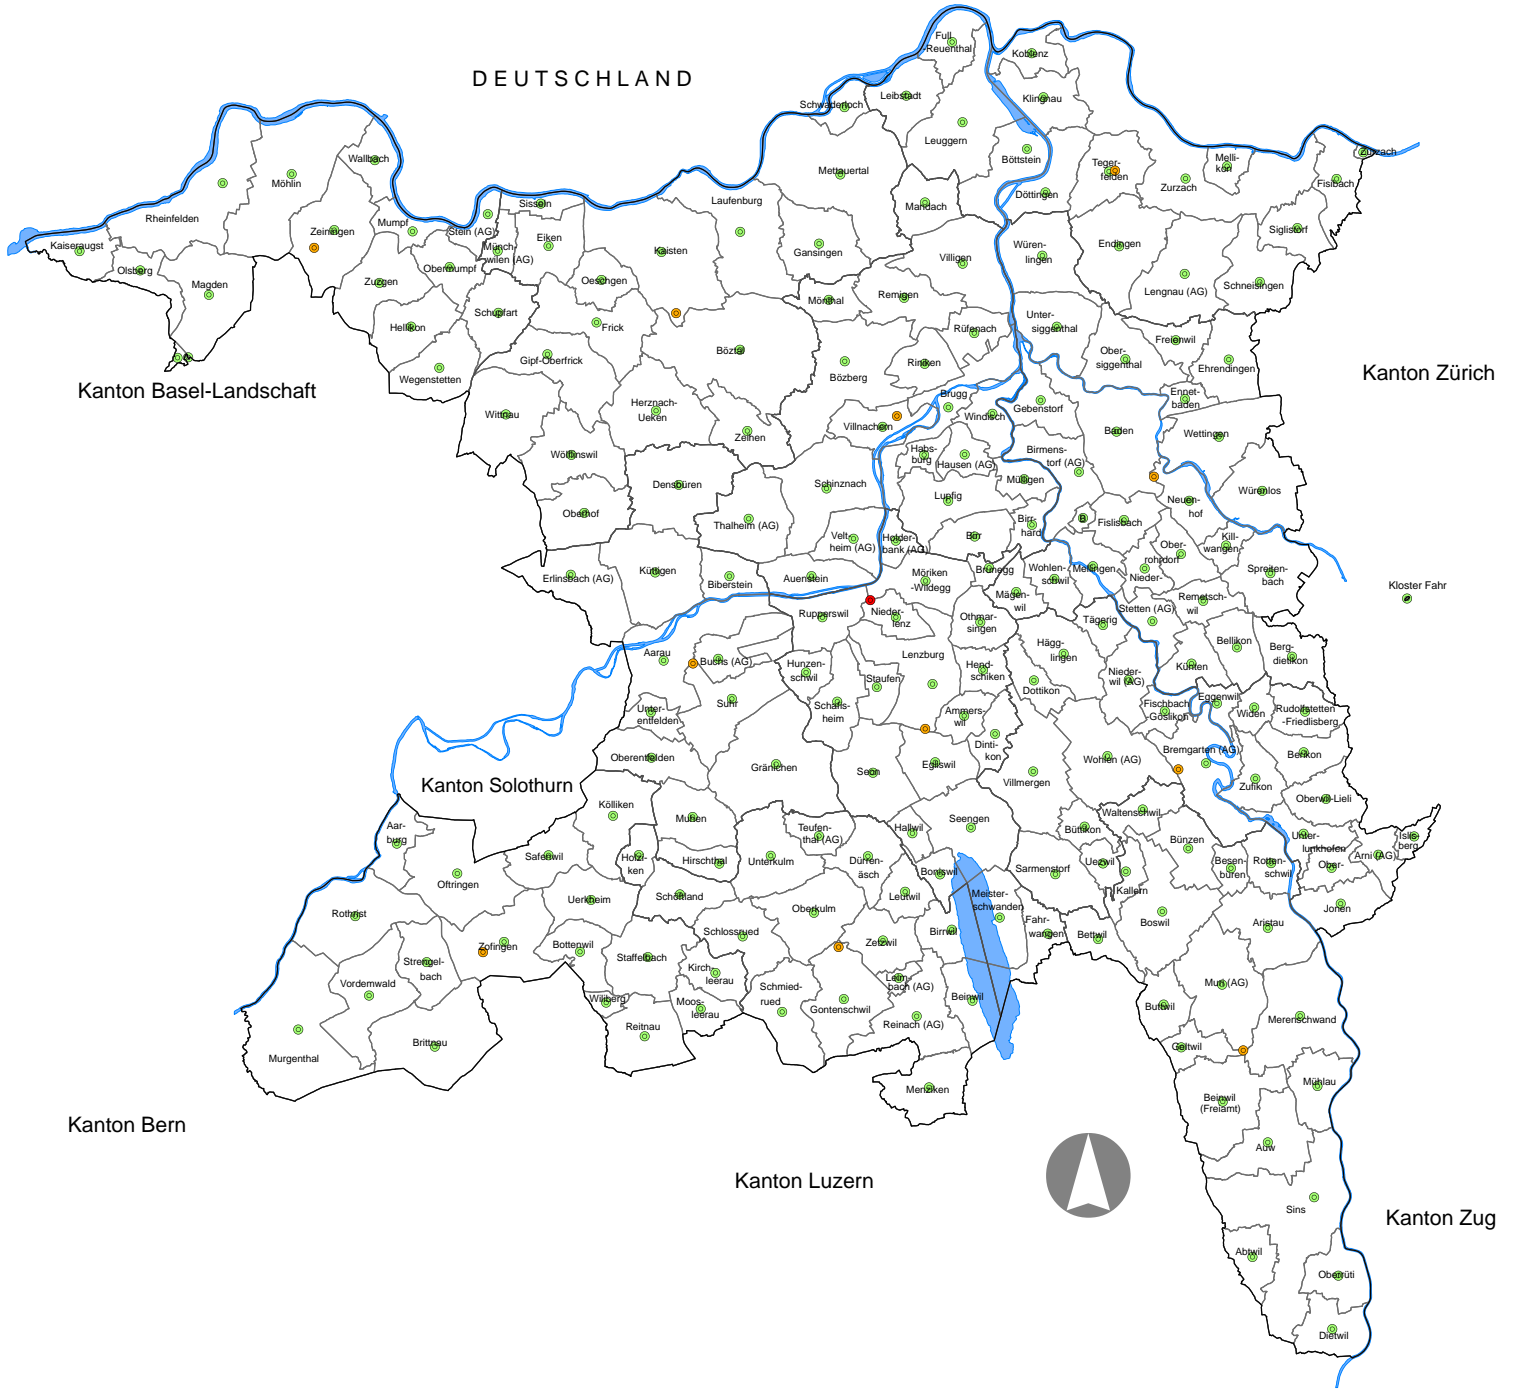 DEUTSCHLAND
Full
-Reuenthal
Koblenz
Leibstadt
Klingnau
Schwaderloch
Leuggern
Böttstein
Zurzach
Wallbach
Möhlin
Mettauertal
Teger-
felden
Melli-
kon
Zurzach
Fisibach
Mandach
Döttingen
Rheinfelden
Sisseln
Laufenburg
Zeiningen
Mumpf
Stein (AG)
Siglistorf
Kaiseraugst
Münch-
wilen (AG)
Eiken
Kaisten
Gansingen
Villigen
Würen-
lingen
Endingen
Olsberg
Obermumpf
Magden
Zuzgen
Oeschgen
Mönthal
Remigen
Lengnau (AG)
Schneisingen
Schupfart
Hellikon
Frick
Rüfenach
Unter-
siggenthal
Freienwil
Gipf-Oberfrick
Böztal
Bözberg
Riniken
Ober-
siggenthal
Ehrendingen
Wegenstetten
Kanton Basel-Landschaft
Kanton Zürich
Ennet-
baden
Wittnau
Herznach-
Ueken
Zeihen
Villnachern
Brugg
Windisch
Gebenstorf
Baden
Wettingen
Wölflinswil
Habs-
burg
Hausen (AG)
Birmens-
torf (AG)
Densbüren
Schinznach
Mülligen
Lupfig
Neuen-
hof
Würenlos
Oberhof
Thalheim (AG)
Birr-
hard
B
Fislisbach
Velt-
heim (AG)
Holder-
bank (AG)
Birr
Ober-
rohrdorf
Kill-
wangen
Erlinsbach (AG)
Küttigen
Biberstein
Auenstein
Möriken
-Wildegg
Brunegg
Wohlen-
schwil
Mellingen
Nieder-
Spreiten-
bach
Kloster Fahr
Mägen-
wil
Remetsch-
wil
Rupperswil
Nieder-
lenz
Othmar-
singen
Tägerig
Stetten (AG)
Aarau
Buchs (AG)
Hunzen-
schwil
Lenzburg
Hägg-
lingen
Bellikon
Berg-
dietikon
Staufen
Hend-
schiken
Dottikon
Nieder-
wil (AG)
Künten
Suhr
Schafis-
heim
Unter-
entfelden
Ammers-
wil
Fischbach
-Göslikon
Eggenwil
Widen
Rudolfstetten
-Friedlisberg
Oberentfelden
Gränichen
Seon
Egliswil
Dinti-
kon
Villmergen
Wohlen (AG)
Bremgarten (AG)
Berikon
Kanton Solothurn
Zufikon
Oberwil-Lieli
Kölliken
Muhen
Teufen-
thal (AG)
Hallwil
Seengen
Büttikon
Waltenschwil
Aar-
burg
Unter-
lunkhofen
Islis-
berg
Safenwil
Holzi-
ken
Hirschthal
Unterkulm
Dürren-
äsch
Bünzen
Arni (AG)
Oftringen
Boniswil
Sarmenstorf
Uezwil
Kallern
Besen-
büren
Rotten-
schwil
Ober-
Rothrist
Uerkheim
Schöftland
Oberkulm
Leutwil
Meister-
schwanden
Jonen
Zofingen
Bottenwil
Schlossrued
Zetzwil
Birrwil
Fahr-
wangen
Bettwil
Boswil
Aristau
Strengel-
bach
Staffelbach
Kirch-
leerau
Vordemwald
Schmied-
rued
Leim-
bach (AG)
Muri (AG)
Wiliberg
Moos-
leerau
Gontenschwil
Beinwil
Buttwil
Merenschwand
Murgenthal
Brittnau
Reitnau
Reinach (AG)
Geltwil
Menziken
Mühlau
Beinwil
(Freiamt)
Kanton Bern
Auw
Kanton Luzern
Sins
Kanton Zug
Abtwil
Oberrüti
Dietwil